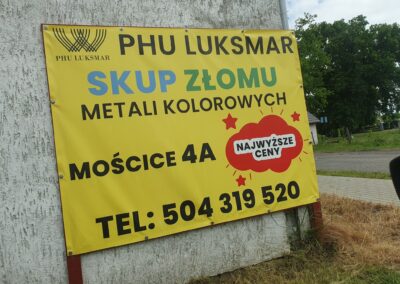 PHU LUKSMAR
PHU LUKSMAR
SKUP ZŁOMU
METALI KOLOROWYCH
MOŚCICE 4A
NAJWYŻSZE
CENY
TEL: 504 319 520